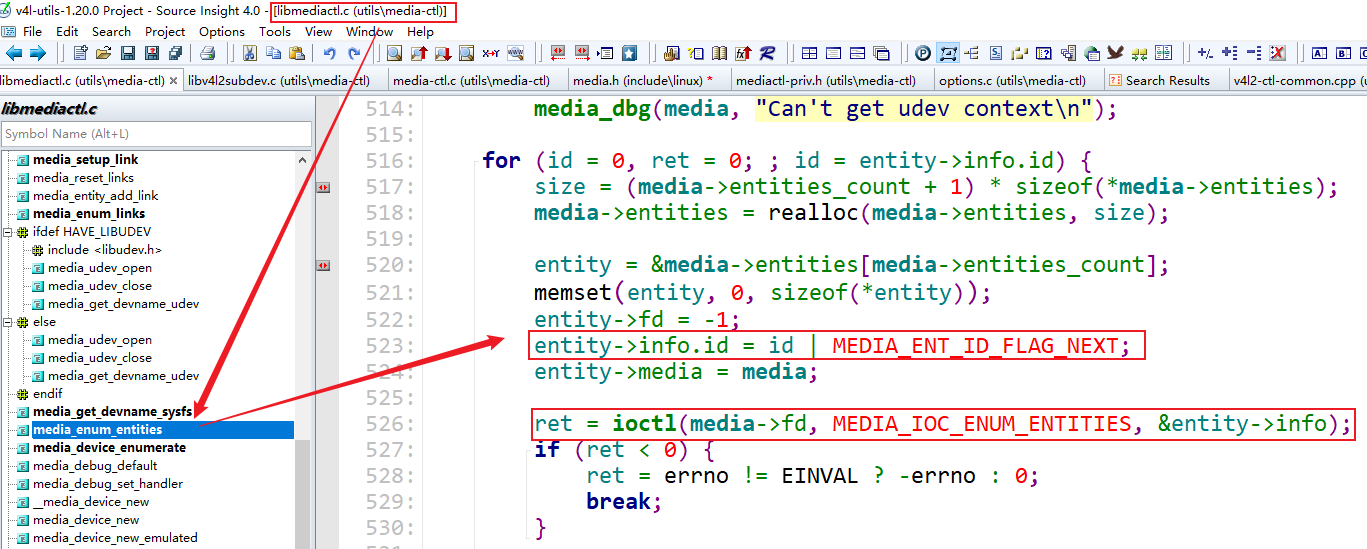 v4l-utils-1.20.0 Project - Source Insight 4.0 - [libmediactl.c (utils\media-ctl)]
File Edit Search Project Options Tools View Window Help
libmediactl.c (utils\media-ctl) libv4l2subdev.c (utils\media-ctl) media-ctl.c (utils\media-ctl) media.h (include\linux) * mediactl-priv.h (utils\media-ctl) options.c (utils\media-ctl) Search Results v4l2-ctl-common.cpp (u
libmediactl.c
Symbol Name (Alt+L)
media_setup_link
media_reset_links
media_entity_add_link
media_enum_links
ifdef HAVE_LIBUDEV
include <libudev.h>
media_udev_open
media_udev_close
media_get_devname_udev
else
media_udev_open
media_udev_close
media_get_devname_udev
endif
media_get_devname_sysfs
media_enum_entities
media_device_enumerate
media_debug_default
media_debug_set_handler
__media_device_new
media_device_new
media_device_new_emulated
514: media_dbg(media, "Can't get udev context\n");
515:
516: for (id = 0, ret = 0; ; id = entity->info.id) {
517: size = (media->entities_count + 1) * sizeof(*media->entities);
518: media->entities = realloc(media->entities, size);
519:
520: entity = &media->entities[media->entities_count];
521: memset(entity, 0, sizeof(*entity));
522: entity->fd = -1;
523: entity->info.id = id | MEDIA_ENT_ID_FLAG_NEXT;
524: entity->media = media;
525:
526: ret = ioctl(media->fd, MEDIA_IOC_ENUM_ENTITIES, &entity->info);
527: if (ret < 0) {
528: ret = errno != EINVAL ? -errno : 0;
529: break;
530: }